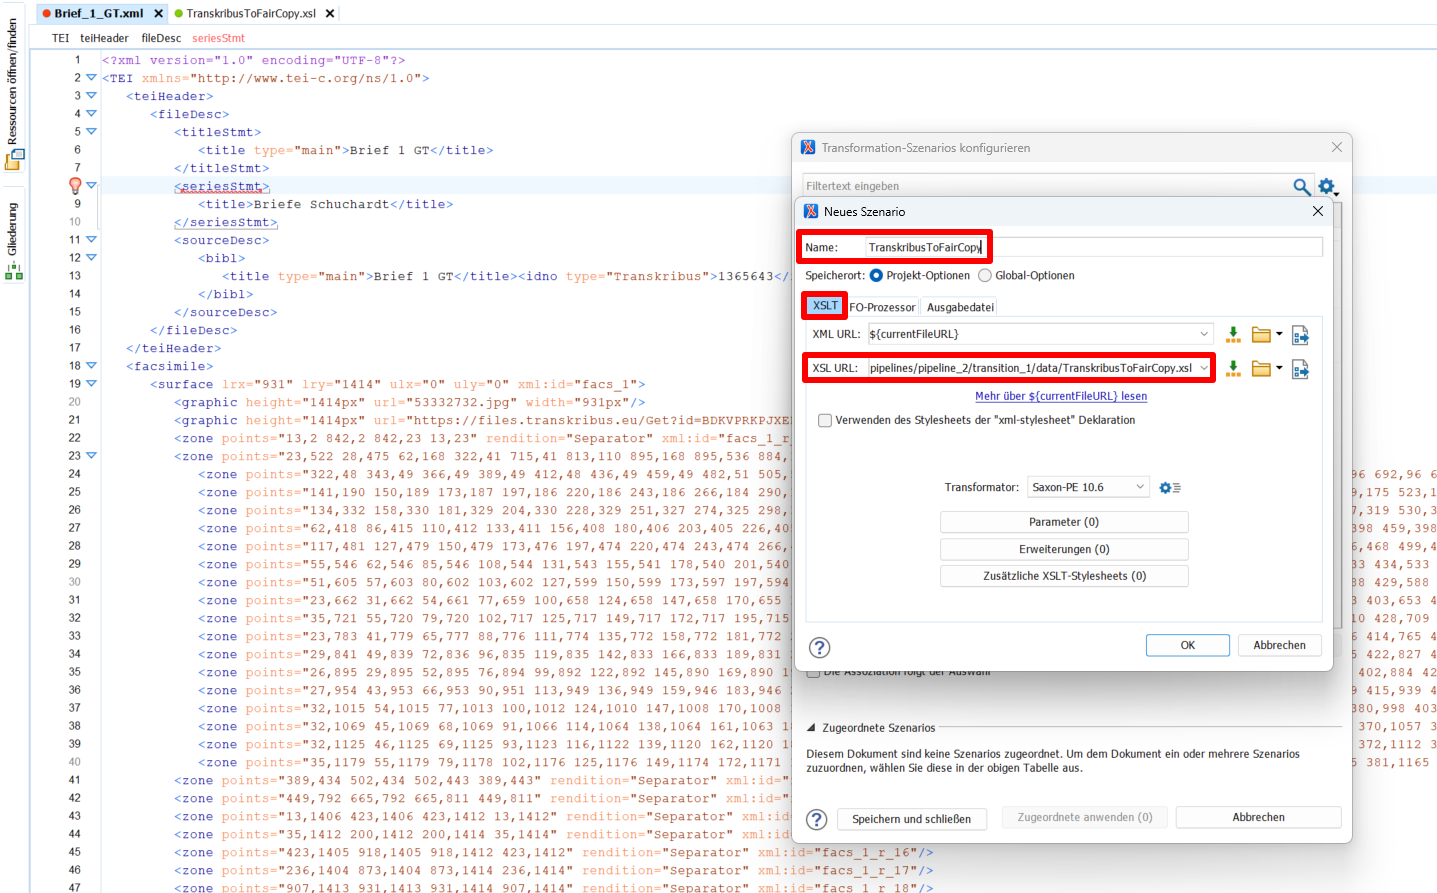 Brief_1_GT.xml
TranskribusToFairCopy.xsl
TEI teiHeader fileDesc seriesStmt
Ressourcen öffnen/finden
Gliederung
1 <?xml version="1.0" encoding="UTF-8"?>
2 <TEI xmlns="http://www.tei-c.org/ns/1.0">
3 <teiHeader>
4 <fileDesc>
5 <titleStmt>
6 <title type="main">Brief 1 GT</title>
7 </titleStmt>
<seriesStmt>
9 <title>Briefe Schuchardt</title>
10 </seriesStmt>
11 <sourceDesc>
12 <bibl>
13 <title type="main">Brief 1 GT</title><idno type="Transkribus">1365643</
14 </bibl>
15 </sourceDesc>
16 </fileDesc>
17 </teiHeader>
18 <facsimile>
19 <surface lrx="931" lry="1414" ulx="0" uly="0" xml:id="facs_1">
20 <graphic height="1414px" url="53332732.jpg" width="931px"/>
21 <graphic height="1414px" url="https://files.transkribus.eu/Get?id=BDKVPRKPJXE
22 <zone points="13,2 842,2 842,23 13,23" rendition="Separator" xml:id="facs_1_r
23 <zone points="23,522 28,475 62,168 322,41 715,41 813,110 895,168 895,536 884,
24 <zone points="322,48 343,49 366,49 389,49 412,48 436,49 459,49 482,51 505, 96 692,96 6
25 <zone points="141,190 150,189 173,187 197,186 220,186 243,186 266,184 290, ,175 523,1
26 <zone points="134,332 158,330 181,329 204,330 228,329 251,327 274,325 298, 7,319 530,3
27 <zone points="62,418 86,415 110,412 133,411 156,408 180,406 203,405 226,40 398 459,398
28 <zone points="117,481 127,479 150,479 173,476 197,474 220,474 243,474 266, ,468 499,4
29 <zone points="55,546 62,546 85,546 108,544 131,543 155,541 178,540 201,540 33 434,533
30 <zone points="51,605 57,603 80,602 103,602 127,599 150,599 173,597 197,594 88 429,588
31 <zone points="23,662 31,662 54,661 77,659 100,658 124,658 147,658 170,655 3 403,653 4
32 <zone points="35,721 55,720 79,720 102,717 125,717 149,717 172,717 195,715 10 428,709
33 <zone points="23,783 41,779 65,777 88,776 111,774 135,772 158,772 181,772 6 414,765 4
34 <zone points="29,841 49,839 72,836 96,835 119,835 142,833 166,833 189,831 5 422,827 4
35 <zone points="26,895 29,895 52,895 76,894 99,892 122,892 145,890 169,890 402,884 42
36 <zone points="27,954 43,953 66,953 90,951 113,949 136,949 159,946 183,946 9 415,939 4
37 <zone points="32,1015 54,1015 77,1013 100,1012 124,1010 147,1008 170,1008 380,998 403
38 <zone points="32,1069 45,1069 68,1069 91,1066 114,1064 138,1064 161,1063 370,1057 3
39 <zone points="32,1125 46,1125 69,1125 93,1123 116,1122 139,1120 162,1120 372,1112 3
40 <zone points="35,1179 55,1179 79,1178 102,1176 125,1176 149,1174 172,1171 5 381,1165
41 <zone points="389,434 502,434 502,443 389,443" rendition="Separator" xml:id=
42 <zone points="449,792 665,792 665,811 449,811" rendition="Separator" xml:id=
43 <zone points="13,1406 423,1406 423,1412 13,1412" rendition="Separator" xml:
44 <zone points="35,1412 200,1412 200,1414 35,1414" rendition="Separator" xml:
45 <zone points="423,1405 918,1405 918,1412 423,1412" rendition="Separator" xml:id="facs_1_r_16"/>
46 <zone points="236,1404 873,1404 873,1414 236,1414" rendition="Separator" xml:id="facs_1_r_17"/>
47 <zone points="907,1413 931,1413 931,1414 907,1414" rendition="Separator" xml:id="facs_1_r_18"/>
Transformation-Szenarios konfigurieren
Filtertext eingeben
Neues Szenario
Name: TranskribusToFairCopy
Speicherort: Projekt-Optionen Global-Optionen
XSLT FO-Prozessor Ausgabedatei
XML URL: ${currentFileURL}
XSL URL: pipelines/pipeline_2/transition_1/data/TranskribusToFairCopy.xsl
Mehr über ${currentFileURL} lesen
Verwenden des Stylesheets der "xml-stylesheet" Deklaration
Transformator: Saxon-PE 10.6
Parameter (0)
Erweiterungen (0)
Zusätzliche XSLT-Stylesheets (0)
OK Abbrechen
Die Assoziation folgt der Auswahl
Zugeordnete Szenarios
Diesem Dokument sind keine Szenarios zugeordnet. Um dem Dokument ein oder mehrere Szenarios
zuzuordnen, wählen Sie diese in der obigen Tabelle aus.
Speichern und schließen Zugeordnete anwenden (0) Abbrechen